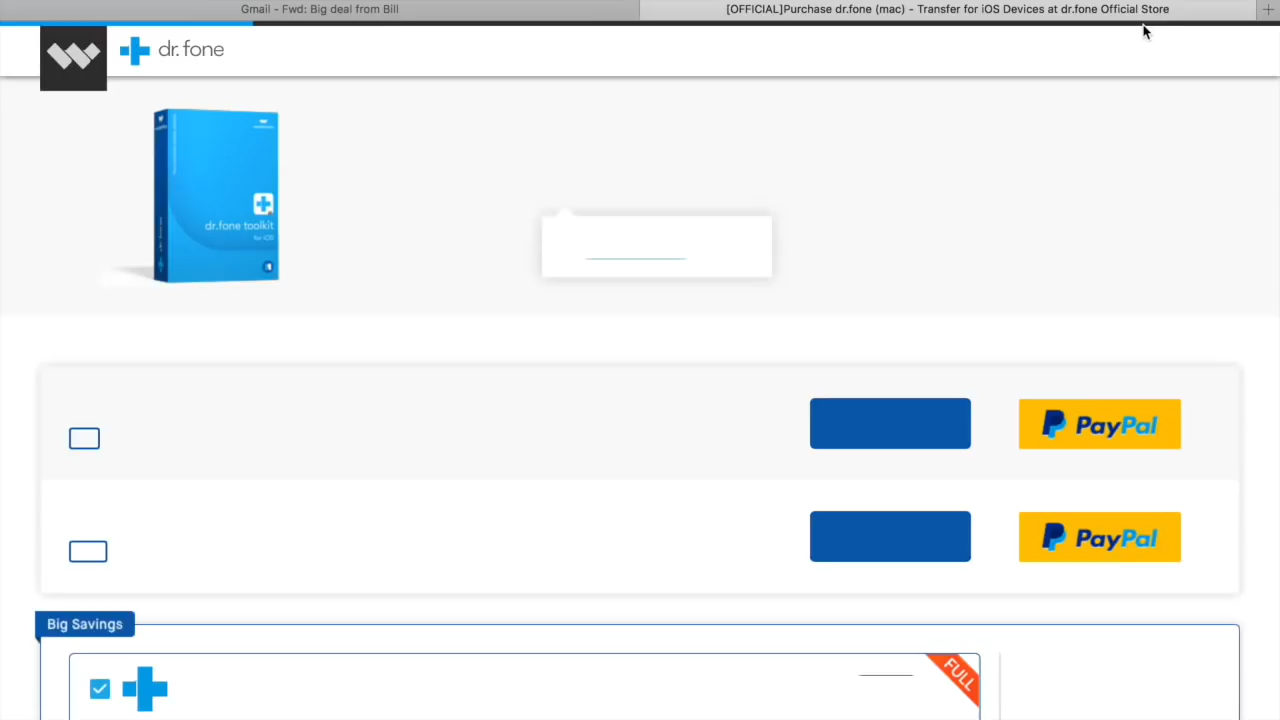 Gmail - Fwd: Big deal from Bill
[OFFICIAL]Purchase dr.fone (mac) - Transfer for iOS Devices at dr.fone Official Store
dr.fone
dr.fone toolkit
for iOS
PayPal
PayPal
Big Savings
FULL